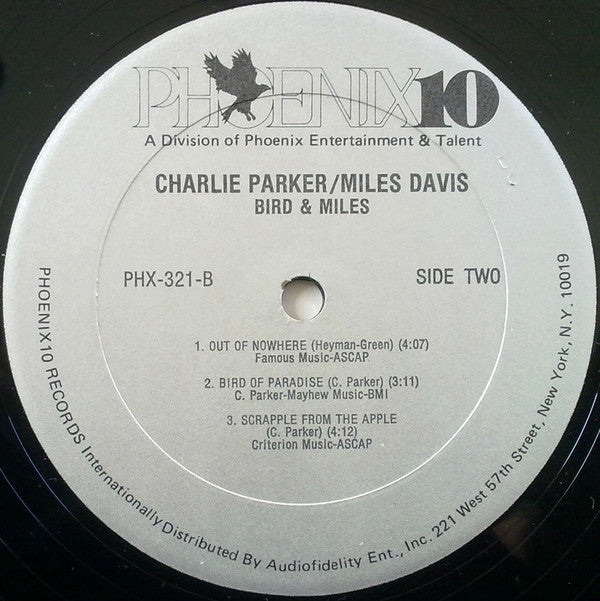 PHOENIX10
A Division of Phoenix Entertainment & Talent
CHARLIE PARKER/MILES DAVIS
BIRD & MILES
PHX-321-B
SIDE TWO
1. OUT OF NOWHERE (Heyman-Green) (4:07)
Famous Music-ASCAP
2. BIRD OF PARADISE (C. Parker) (3:11)
C. Parker-Mayhew Music-BMI
3. SCRAPPLE FROM THE APPLE
(C. Parker) (4:12)
Criterion Music-ASCAP
PHOENIX10 RECORDS Internationally Distributed By Audiofidelity Ent., Inc. 221 West 57th Street, New York, N.Y. 10019